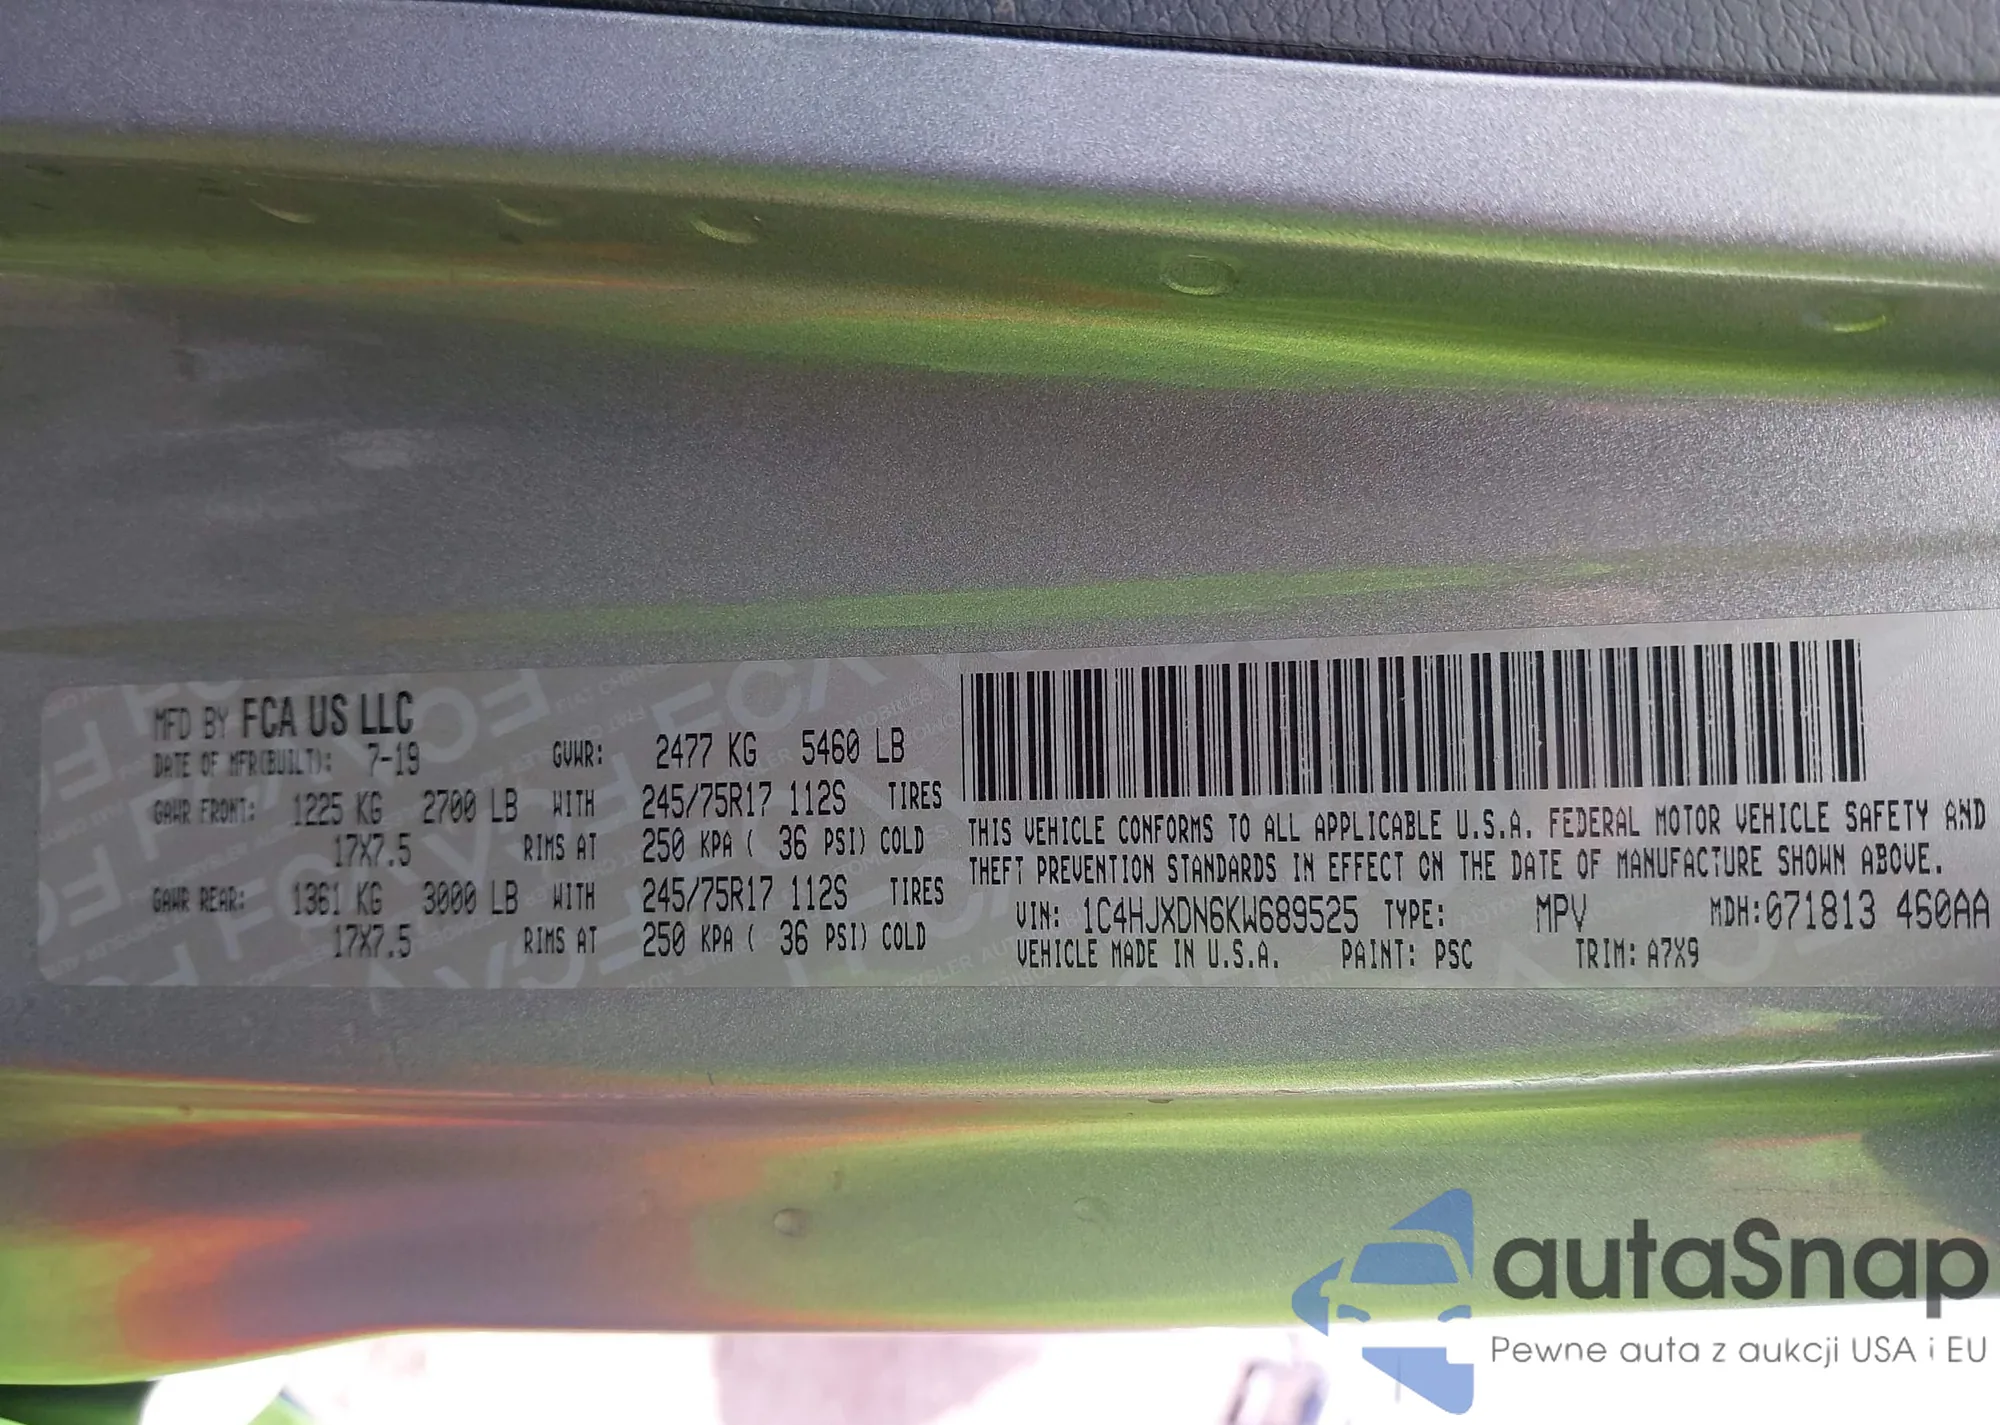 MFD BY FCA US LLC
DATE OF MFR(BUILT): 7-19 GVWR: 2477 KG 5460 LB
GAWR FRONT: 1225 KG 2700 LB WITH 245/75R17 112S TIRES
17X7.5 RIMS AT 250 KPA ( 36 PSI) COLD
GAWR REAR: 1361 KG 3000 LB WITH 245/75R17 112S TIRES
17X7.5 RIMS AT 250 KPA ( 36 PSI) COLD
THIS VEHICLE CONFORMS TO ALL APPLICABLE U.S.A. FEDERAL MOTOR VEHICLE SAFETY AND
THEFT PREVENTION STANDARDS IN EFFECT ON THE DATE OF MANUFACTURE SHOWN ABOVE.
VIN: 1C4HJXDN6KW689525 TYPE: MPV MDH:071813 460AA
VEHICLE MADE IN U.S.A. PAINT: PSC TRIM: A7X9
autaSnap
Pewne auta z aukcji USA i EU